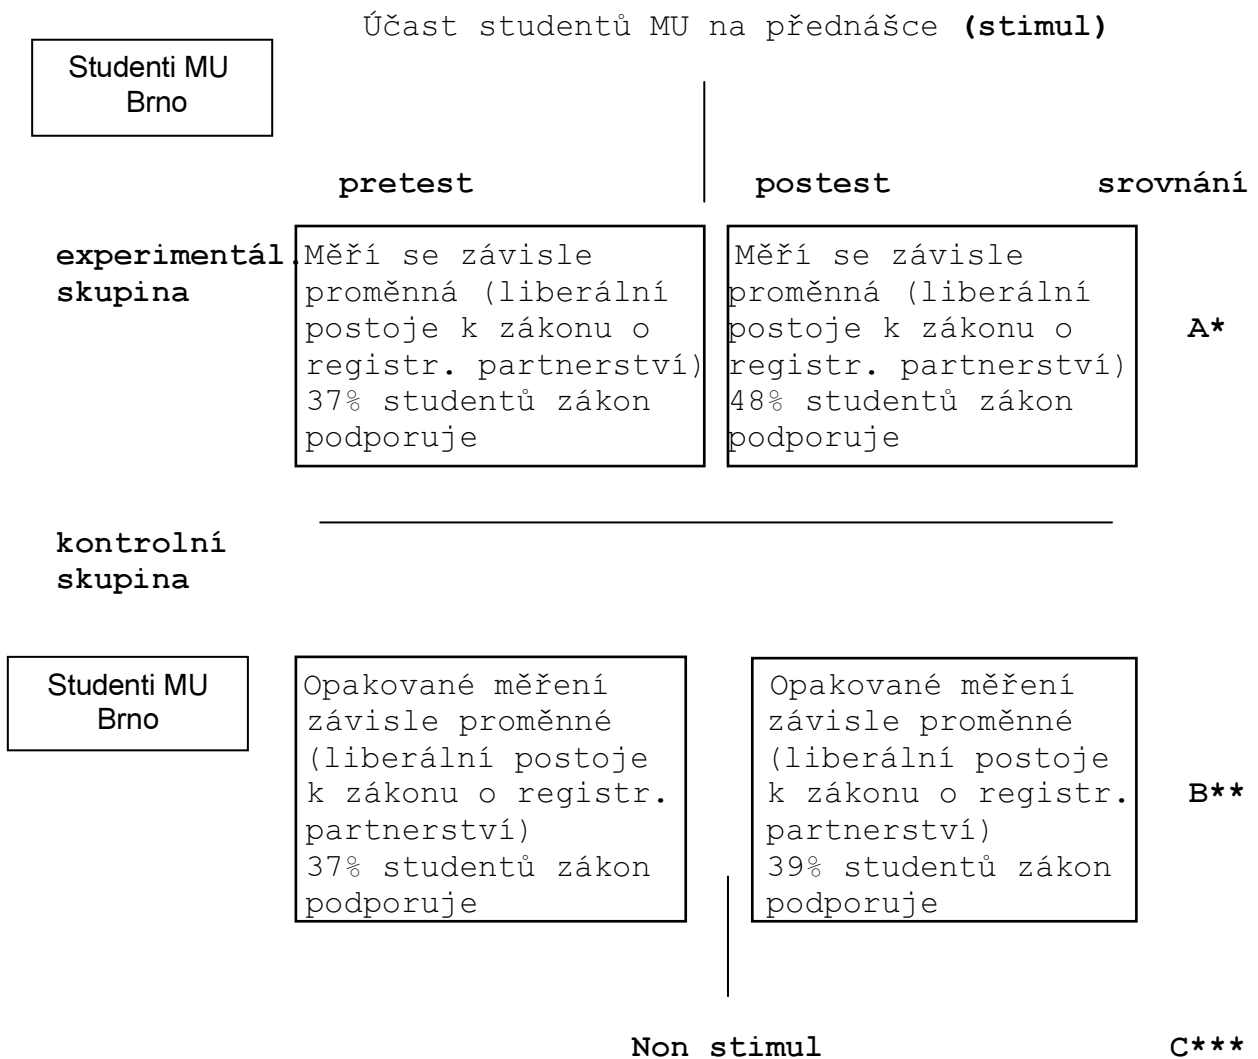 Účast studentů MU na přednášce (stimul)
Studenti MU
Brno
pretest postest srovnání
experimentál.
skupina
Měří se závisle
proměnná (liberální
postoje k zákonu o
registr. partnerství)
37% studentů zákon
podporuje
Měří se závisle
proměnná (liberální
postoje k zákonu o
registr. partnerství)
48% studentů zákon
podporuje
A*
kontrolní
skupina
Studenti MU
Brno
Opakované měření
závisle proměnné
(liberální postoje
k zákonu o registr.
partnerství)
37% studentů zákon
podporuje
Opakované měření
závisle proměnné
(liberální postoje
k zákonu o registr.
partnerství)
39% studentů zákon
podporuje
B**
Non stimul C***